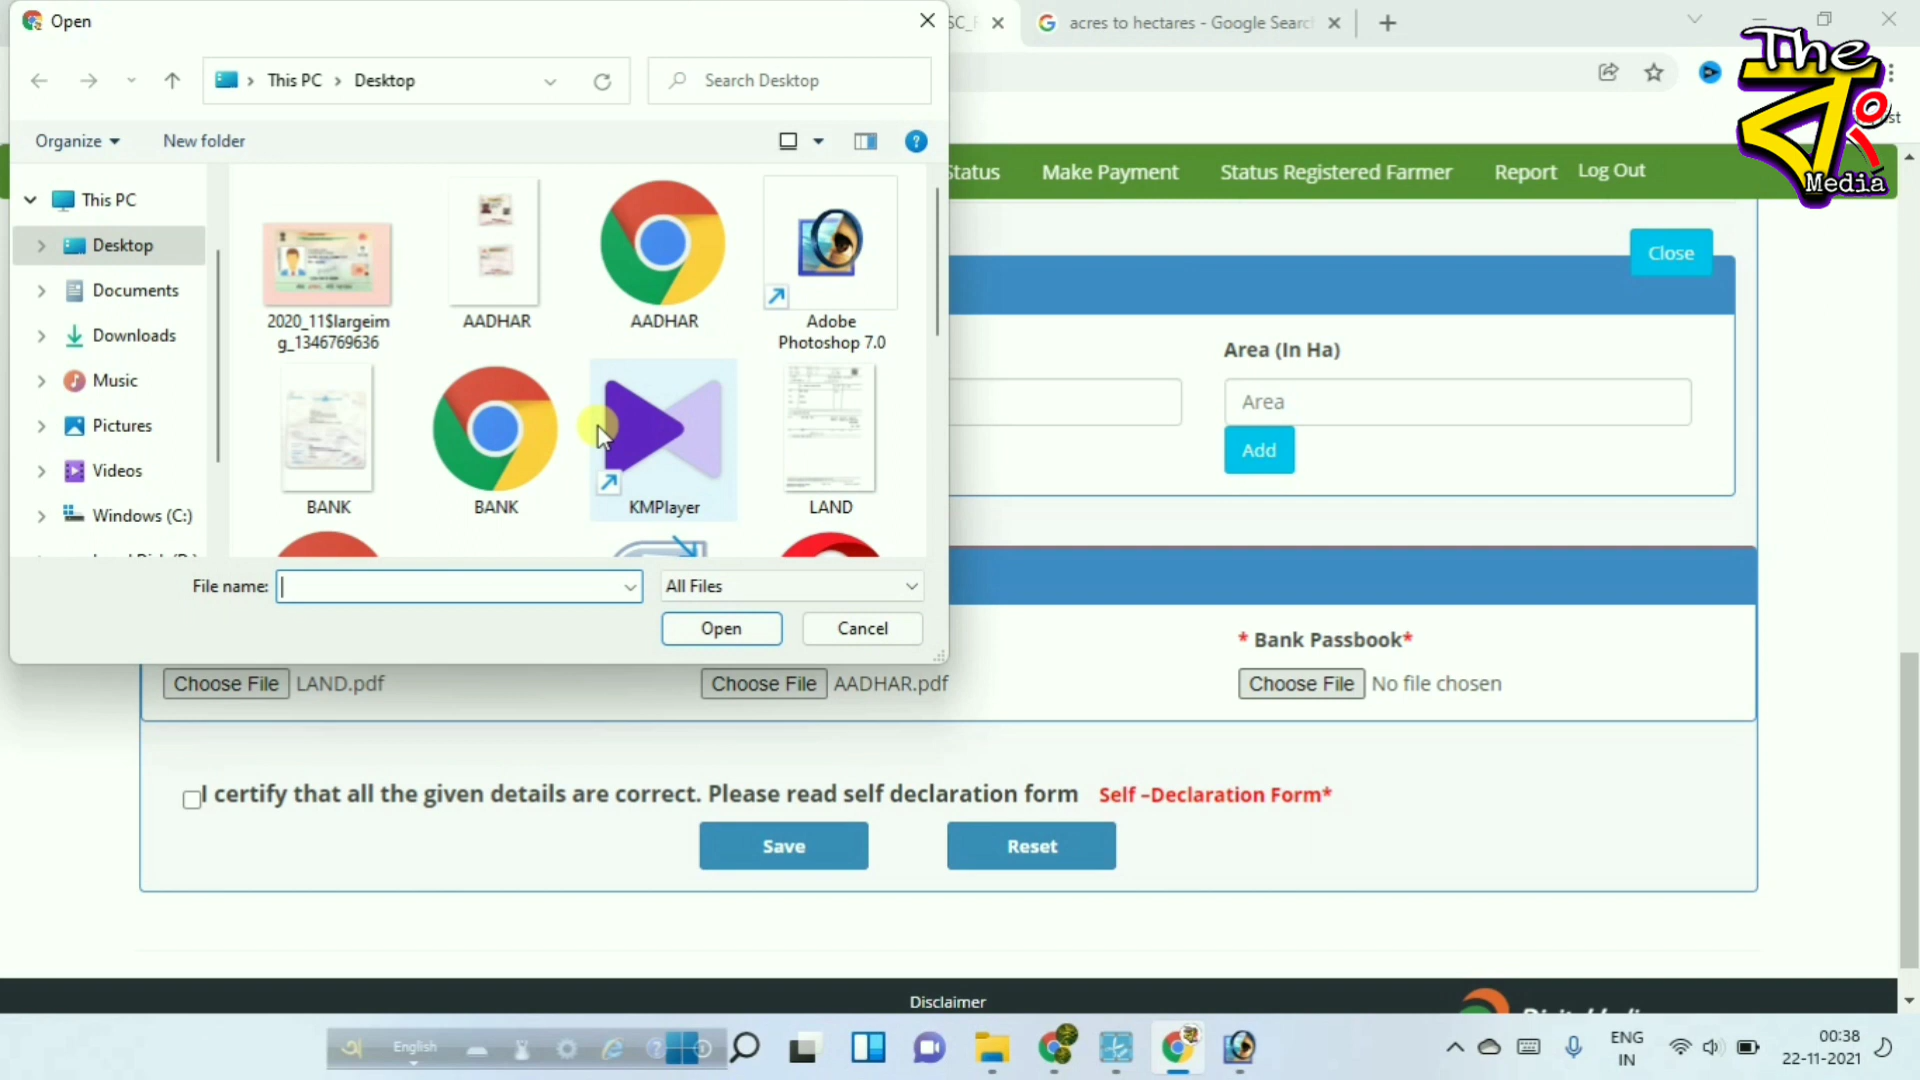 Open
acres to hectares - Google Searc
The
Media
This PC
Desktop
Search Desktop
Organize
New folder
Status
Make Payment
Status Registered Farmer
Report
Log Out
This PC
Desktop
Documents
Downloads
Music
Pictures
Videos
Windows (C:)
2020_11$largeim
g_1346769636
AADHAR
AADHAR
Adobe
Photoshop 7.0
BANK
BANK
KMPlayer
LAND
File name:
All Files
Open
Cancel
Close
Area (In Ha)
Area
Add
* Bank Passbook*
Choose File LAND.pdf
Choose File AADHAR.pdf
Choose File No file chosen
I certify that all the given details are correct. Please read self declaration form Self –Declaration Form*
Save
Reset
Disclaimer
English
ENG
IN
00:38
22-11-2021